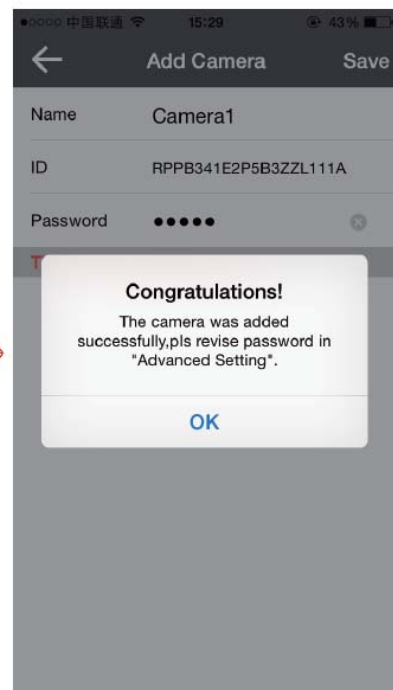 中国联通 15:29 43%
Add Camera Save
Name Camera1
ID RPPB341E2P5B3ZZL111A
Password
T
Congratulations!
The camera was added
successfully,pls revise password in
"Advanced Setting".
OK